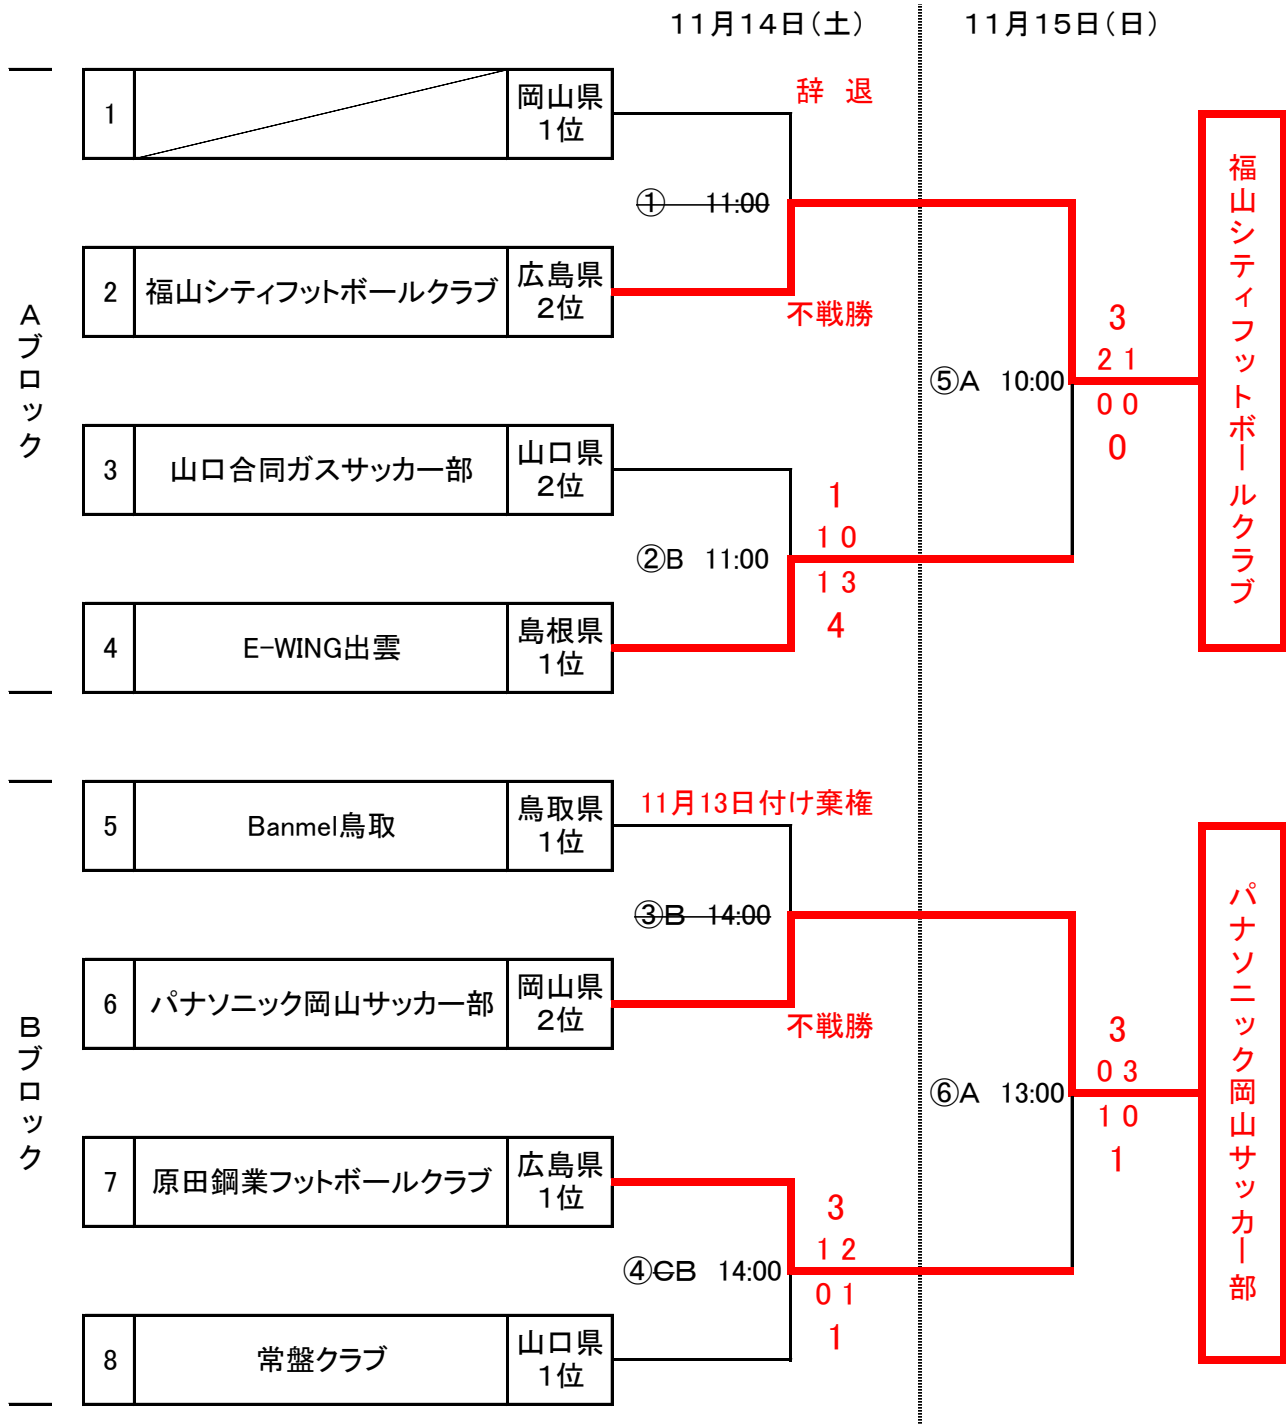 11月14日(土)
11月15日(日)
Aブロック
1
岡山県
1位
辞 退
① 11:00
2
福山シティフットボールクラブ
広島県
2位
不戦勝
3
山口合同ガスサッカー部
山口県
2位
②B 11:00
1
1 0
1 3
4
4
E-WING出雲
島根県
1位
⑤A 10:00
3
2 1
0 0
0
福山シティフットボールクラブ
Bブロック
5
Banmel鳥取
鳥取県
1位
11月13日付け棄権
③B 14:00
6
パナソニック岡山サッカー部
岡山県
2位
不戦勝
7
原田鋼業フットボールクラブ
広島県
1位
④CB 14:00
3
1 2
0 1
1
8
常盤クラブ
山口県
1位
⑥A 13:00
3
0 3
1 0
1
パナソニック岡山サッカー部